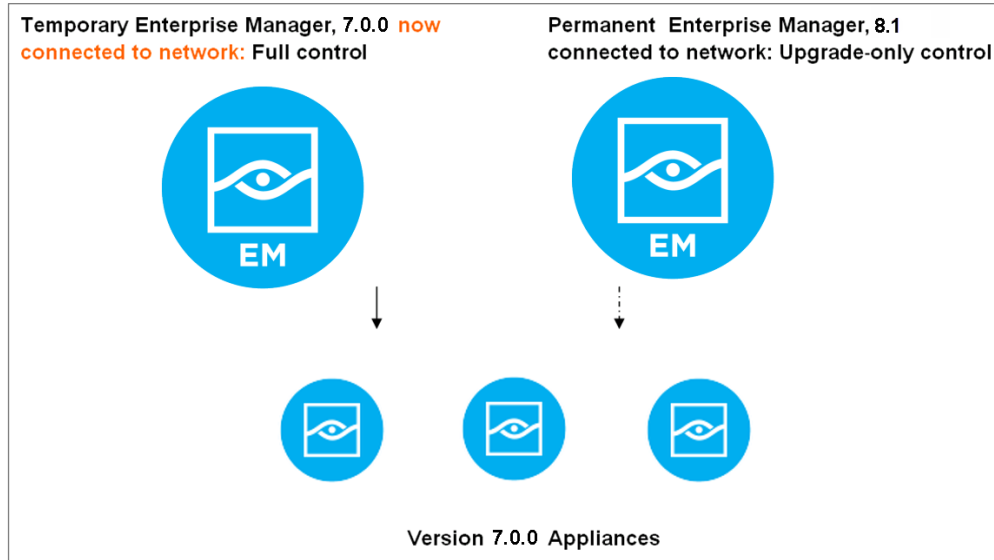 Temporary Enterprise Manager, 7.0.0 now
connected to network: Full control
Permanent Enterprise Manager, 8.1
connected to network: Upgrade-only control
EM
EM
Version 7.0.0 Appliances